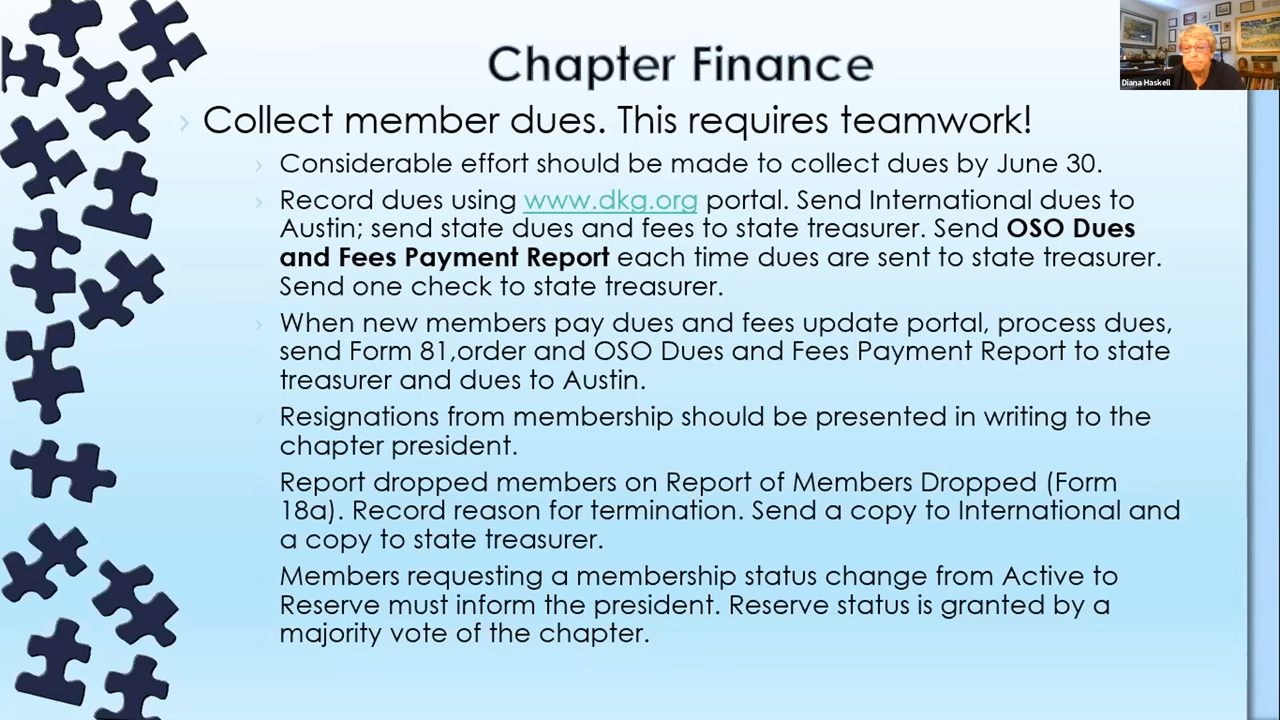 Chapter Finance
Diana Haskell
Collect member dues. This requires teamwork!
Considerable effort should be made to collect dues by June 30.
Record dues using www.dkg.org portal. Send International dues to
Austin; send state dues and fees to state treasurer. Send OSO Dues
and Fees Payment Report each time dues are sent to state treasurer.
Send one check to state treasurer.
When new members pay dues and fees update portal, process dues,
send Form 81,order and OSO Dues and Fees Payment Report to state
treasurer and dues to Austin.
Resignations from membership should be presented in writing to the
chapter president.
Report dropped members on Report of Members Dropped (Form
18a). Record reason for termination. Send a copy to International and
a copy to state treasurer.
Members requesting a membership status change from Active to
Reserve must inform the president. Reserve status is granted by a
majority vote of the chapter.